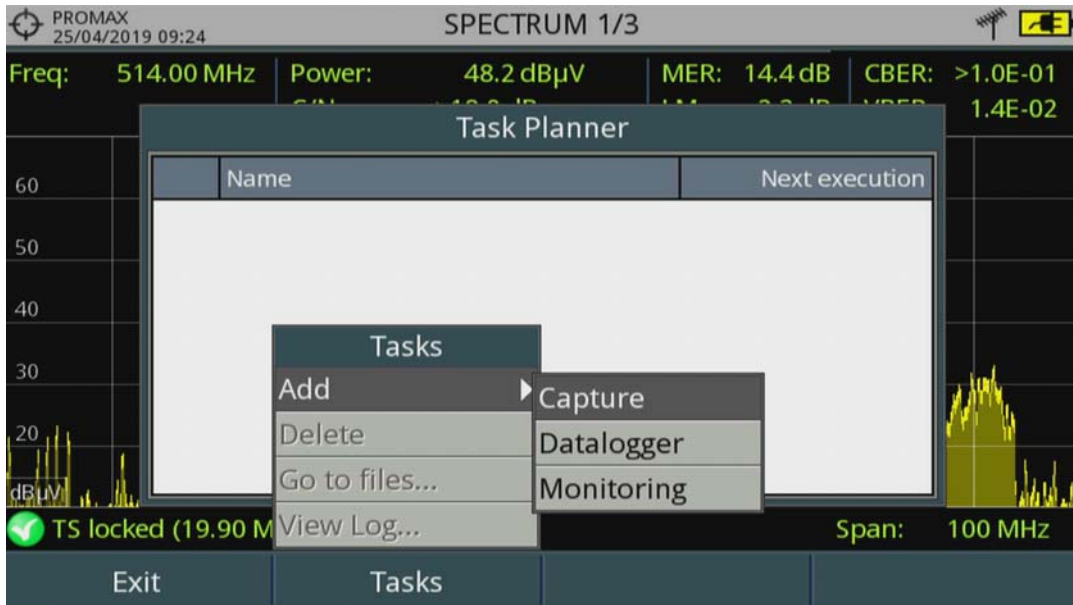 PROMAX
25/04/2019 09:24
SPECTRUM 1/3
Freq: 514.00 MHz Power: 48.2 dBµV MER: 14.4 dB CBER: >1.0E-01
1.4E-02
Task Planner
Name Next execution
60
50
40
30
20
dBµV
Tasks
Add
Delete
Go to files...
View Log...
Capture
Datalogger
Monitoring
TS locked (19.90 M
Span: 100 MHz
Exit Tasks